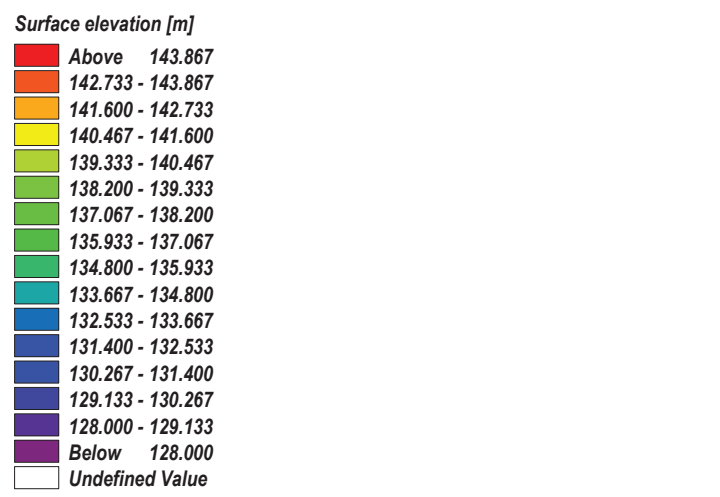 Surface elevation [m]
Above 143.867
142.733 - 143.867
141.600 - 142.733
140.467 - 141.600
139.333 - 140.467
138.200 - 139.333
137.067 - 138.200
135.933 - 137.067
134.800 - 135.933
133.667 - 134.800
132.533 - 133.667
131.400 - 132.533
130.267 - 131.400
129.133 - 130.267
128.000 - 129.133
Below 128.000
Undefined Value